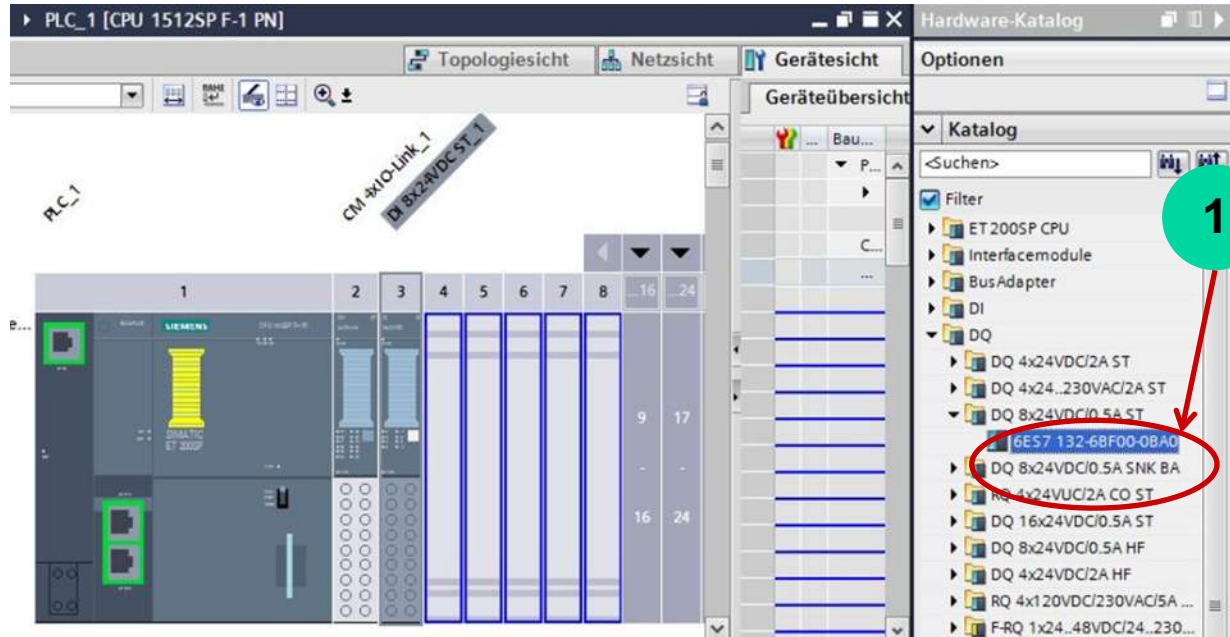 PLC_1 [CPU 1512SP F-1 PN]
Hardware-Katalog
Topologiesicht
Netzsicht
Gerätesicht
Optionen
Geräteübersicht
Katalog
<Suchen>
Filter
ET 200SP CPU
Interfacemodule
BusAdapter
DI
DQ
DQ 4x24VDC/2A ST
DQ 4x24..230VAC/2A ST
DQ 8x24VDC/0.5A ST
6ES7 132-6BF00-0BA0
DQ 8x24VDC/0.5A SNK BA
RQ 4x24VUC/2A CO ST
DQ 16x24VDC/0.5A ST
DQ 8x24VDC/0.5A HF
DQ 4x24VDC/2A HF
RQ 4x120VDC/230VAC/5A ...
F-RQ 1x24..48VDC/24..230...
1
... Bau...
P...
C...
...
PLC_1
CM 4xIO-Link_1
DI 8x24VDC ST_1
1 2 3 4 5 6 7 8 ...16 ...24
SIEMENS
SIMATIC
ET 200SP
9 17
- -
16 24